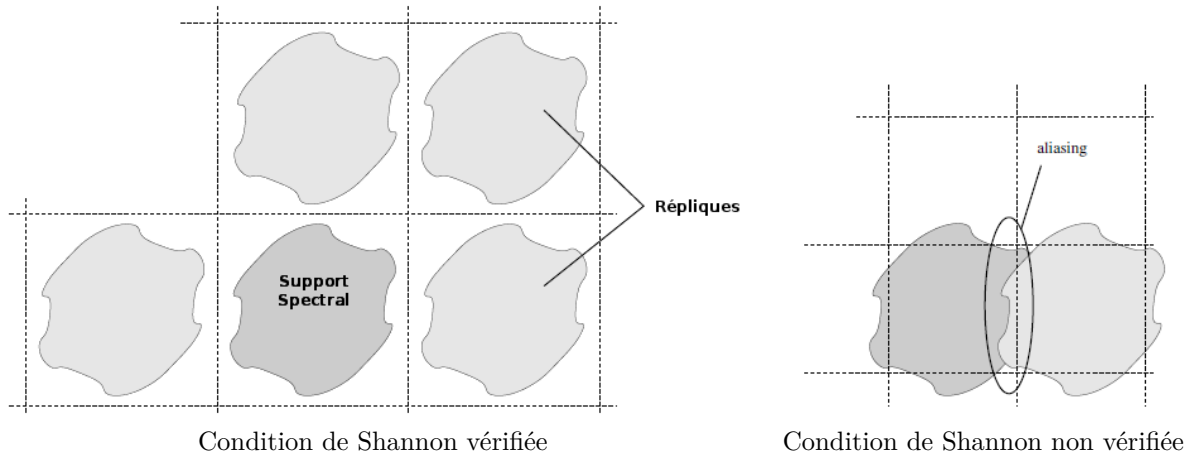 aliasing
Répliques
Support
Spectral
Condition de Shannon vérifiée
Condition de Shannon non vérifiée